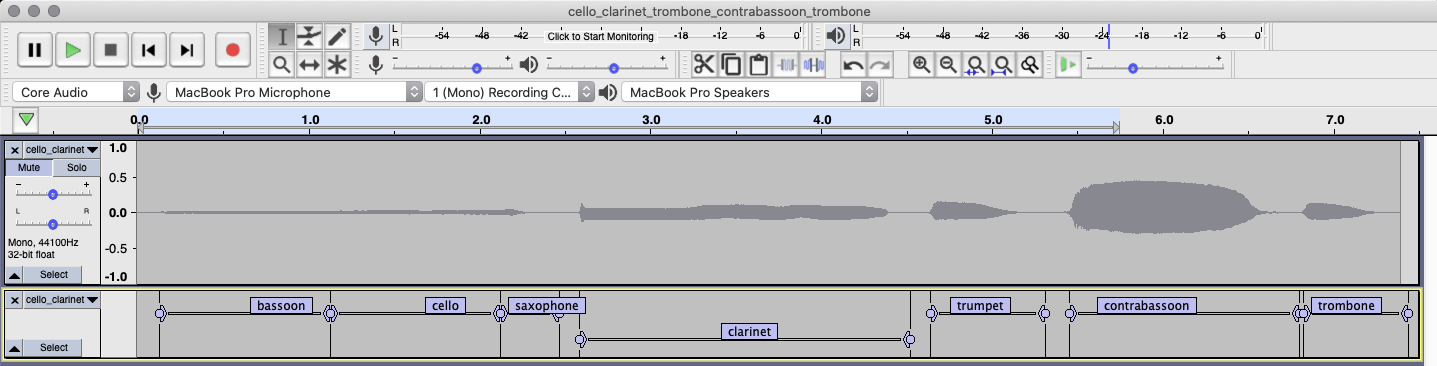 cello_clarinet_trombone_contrabassoon_trombone
L R -54 -48 -42 Click to Start Monitoring -18 -12 -6 0
L R -54 -48 -42 -36 -30 -24 -18 -12 -6 0
- + - + - +
Core Audio MacBook Pro Microphone 1 (Mono) Recording C... MacBook Pro Speakers
0.0 1.0 2.0 3.0 4.0 5.0 6.0 7.0
cello_clarinet 1.0
Mute Solo
- + 0.5
L R 0.0
Mono, 44100Hz
32-bit float -0.5
Select -1.0
cello_clarinet bassoon cello saxophone trumpet contrabassoon trombone
clarinet
Select